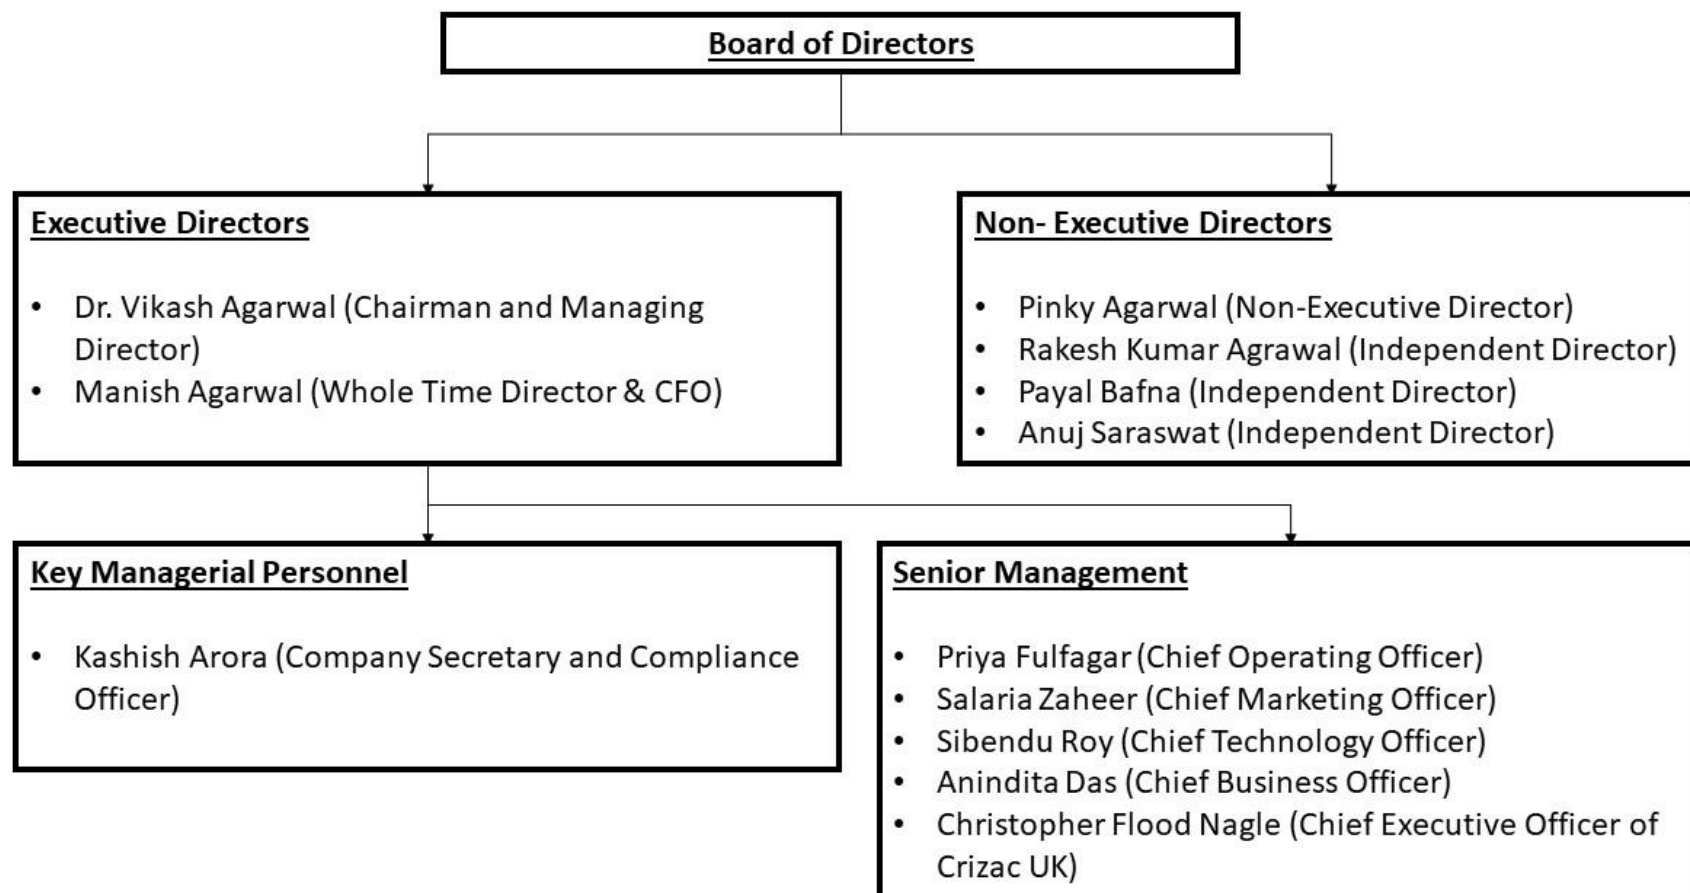 Board of Directors
Executive Directors
• Dr. Vikash Agarwal (Chairman and Managing
Director)
• Manish Agarwal (Whole Time Director & CFO)
Non- Executive Directors
• Pinky Agarwal (Non-Executive Director)
• Rakesh Kumar Agrawal (Independent Director)
• Payal Bafna (Independent Director)
• Anuj Saraswat (Independent Director)
Key Managerial Personnel
• Kashish Arora (Company Secretary and Compliance
Officer)
Senior Management
• Priya Fulfagar (Chief Operating Officer)
• Salaria Zaheer (Chief Marketing Officer)
• Sibendu Roy (Chief Technology Officer)
• Anindita Das (Chief Business Officer)
• Christopher Flood Nagle (Chief Executive Officer of
Crizac UK)